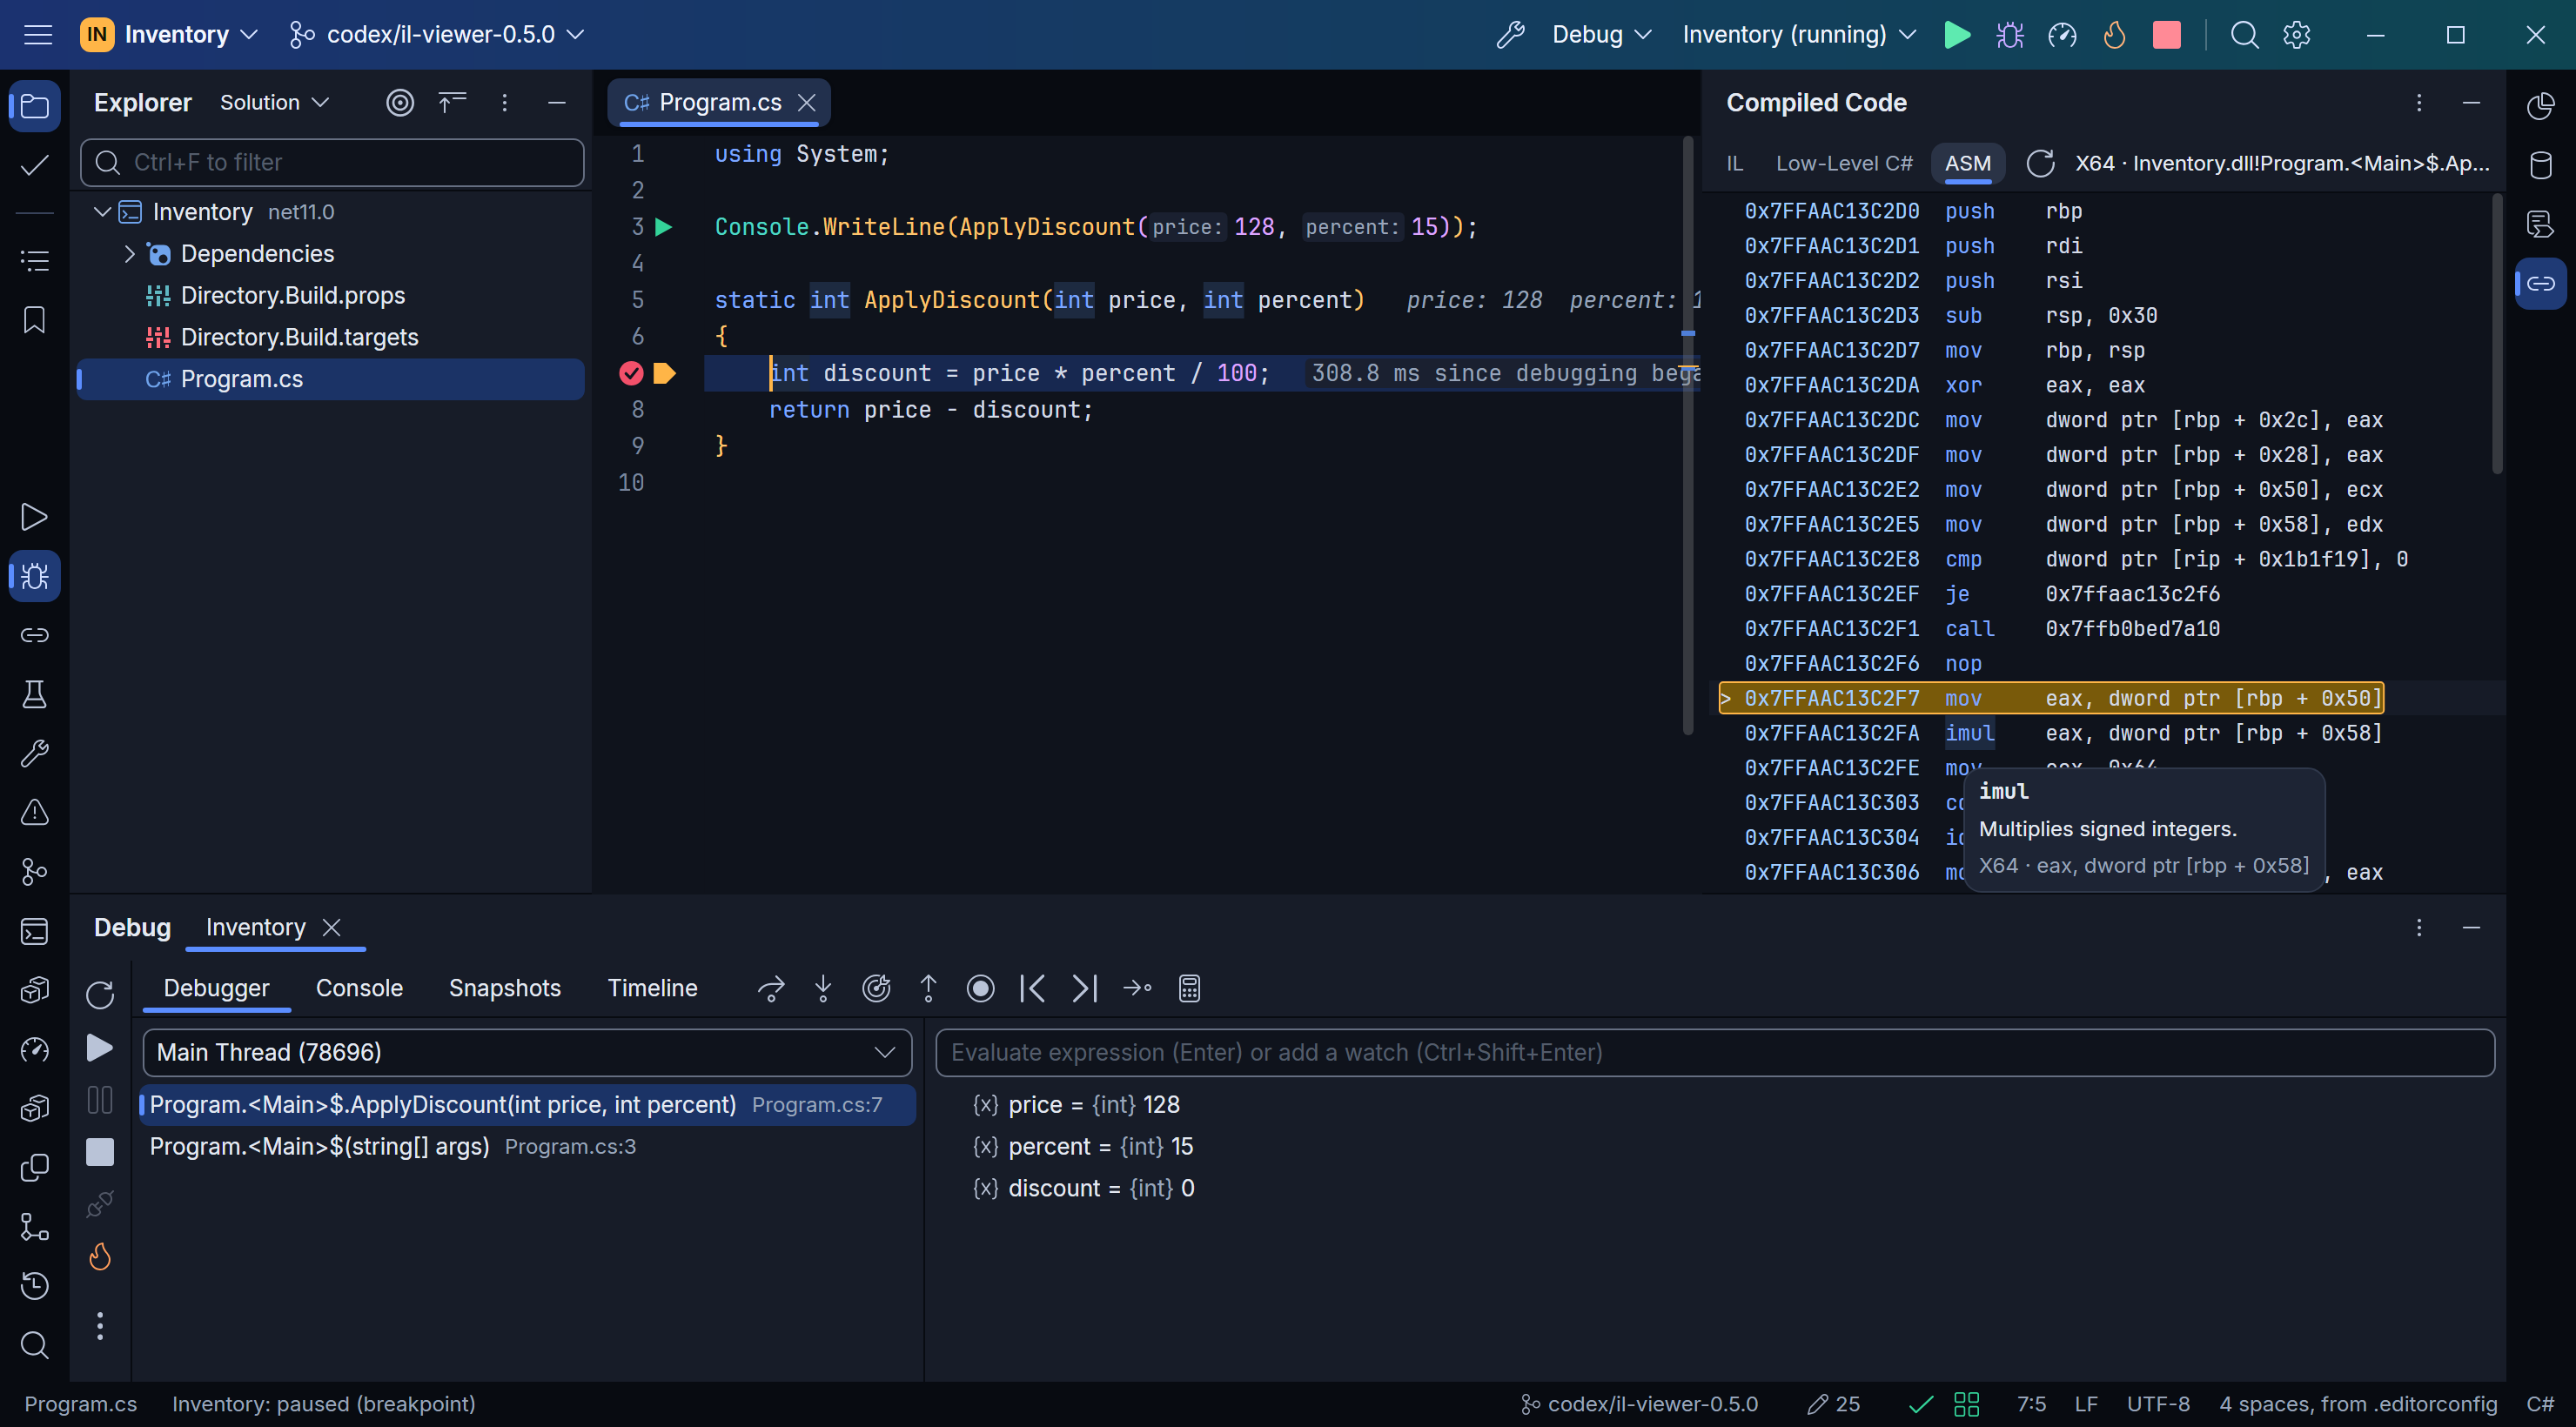 IN Inventory codex/il-viewer-0.5.0 Debug Inventory (running)
Explorer Solution
Ctrl+F to filter
Inventory net11.0
Dependencies
Directory.Build.props
Directory.Build.targets
C# Program.cs
C# Program.cs
1 using System;
2
3 Console.WriteLine(ApplyDiscount(price: 128, percent: 15));
4
5 static int ApplyDiscount(int price, int percent) price: 128 percent: 1
6 {
int discount = price * percent / 100; 308.8 ms since debugging bega
8 return price - discount;
9 }
10
Compiled Code
IL Low-Level C# ASM X64 · Inventory.dll!Program.<Main>$.Ap...
0x7FFAAC13C2D0 push rbp
0x7FFAAC13C2D1 push rdi
0x7FFAAC13C2D2 push rsi
0x7FFAAC13C2D3 sub rsp, 0x30
0x7FFAAC13C2D7 mov rbp, rsp
0x7FFAAC13C2DA xor eax, eax
0x7FFAAC13C2DC mov dword ptr [rbp + 0x2c], eax
0x7FFAAC13C2DF mov dword ptr [rbp + 0x28], eax
0x7FFAAC13C2E2 mov dword ptr [rbp + 0x50], ecx
0x7FFAAC13C2E5 mov dword ptr [rbp + 0x58], edx
0x7FFAAC13C2E8 cmp dword ptr [rip + 0x1b1f19], 0
0x7FFAAC13C2EF je 0x7ffaac13c2f6
0x7FFAAC13C2F1 call 0x7ffb0bed7a10
0x7FFAAC13C2F6 nop
> 0x7FFAAC13C2F7 mov eax, dword ptr [rbp + 0x50]
0x7FFAAC13C2FA imul eax, dword ptr [rbp + 0x58]
0x7FFAAC13C2FE mov 0x64
0x7FFAAC13C303
0x7FFAAC13C304
0x7FFAAC13C306 , eax
imul
Multiplies signed integers.
X64 · eax, dword ptr [rbp + 0x58]
Debug Inventory
Debugger Console Snapshots Timeline
Main Thread (78696)
Program.<Main>$.ApplyDiscount(int price, int percent) Program.cs:7
Program.<Main>$(string[] args) Program.cs:3
Evaluate expression (Enter) or add a watch (Ctrl+Shift+Enter)
{x} price = {int} 128
{x} percent = {int} 15
{x} discount = {int} 0
Program.cs Inventory: paused (breakpoint) codex/il-viewer-0.5.0 25 7:5 LF UTF-8 4 spaces, from .editorconfig C#